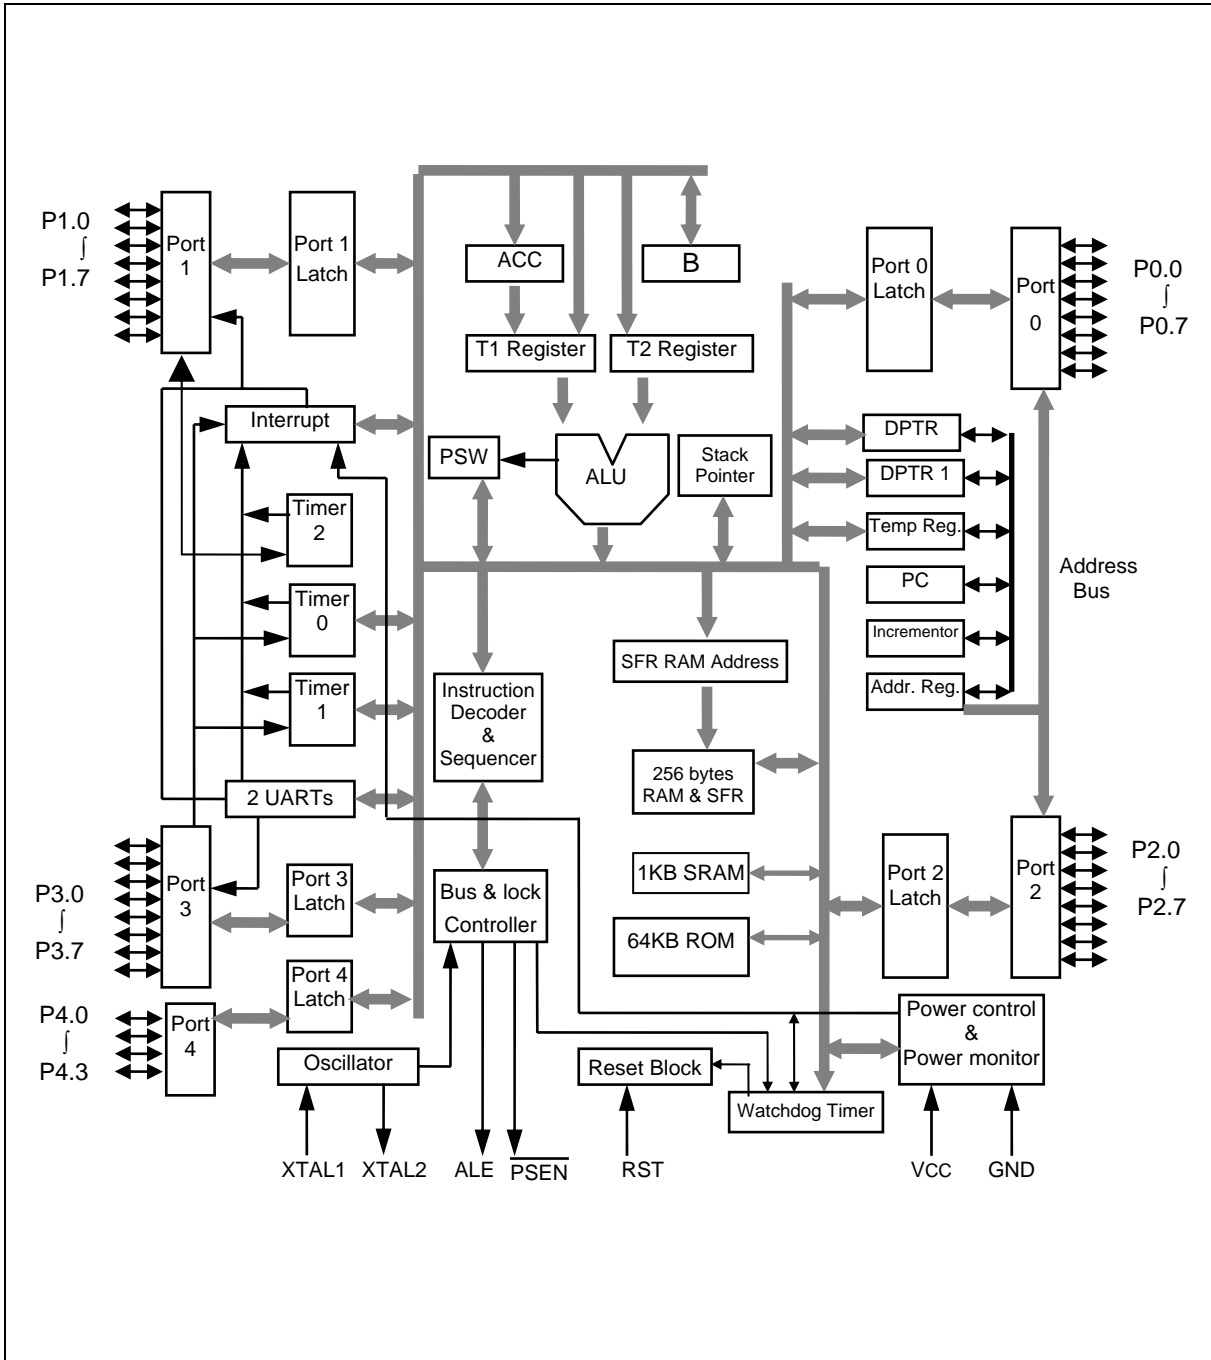 P1.0
∫
P1.7
Port
1
Port 1
Latch
ACC
B
T1 Register
T2 Register
Port 0
Latch
Port
0
P0.0
∫
P0.7
Interrupt
PSW
ALU
Stack
Pointer
DPTR
DPTR 1
Temp Reg.
PC
Incrementor
Addr. Reg.
Address
Bus
Timer
2
Timer
0
Timer
1
2 UARTs
Instruction
Decoder
&
Sequencer
SFR RAM Address
256 bytes
RAM & SFR
1KB SRAM
64KB ROM
P3.0
∫
P3.7
Port
3
Port 3
Latch
Bus & lock
Controller
Port 2
Latch
Port
2
P2.0
∫
P2.7
P4.0
∫
P4.3
Port
4
Port 4
Latch
Oscillator
Reset Block
Watchdog Timer
Power control
&
Power monitor
XTAL1
XTAL2
ALE
PSEN
RST
VCC
GND